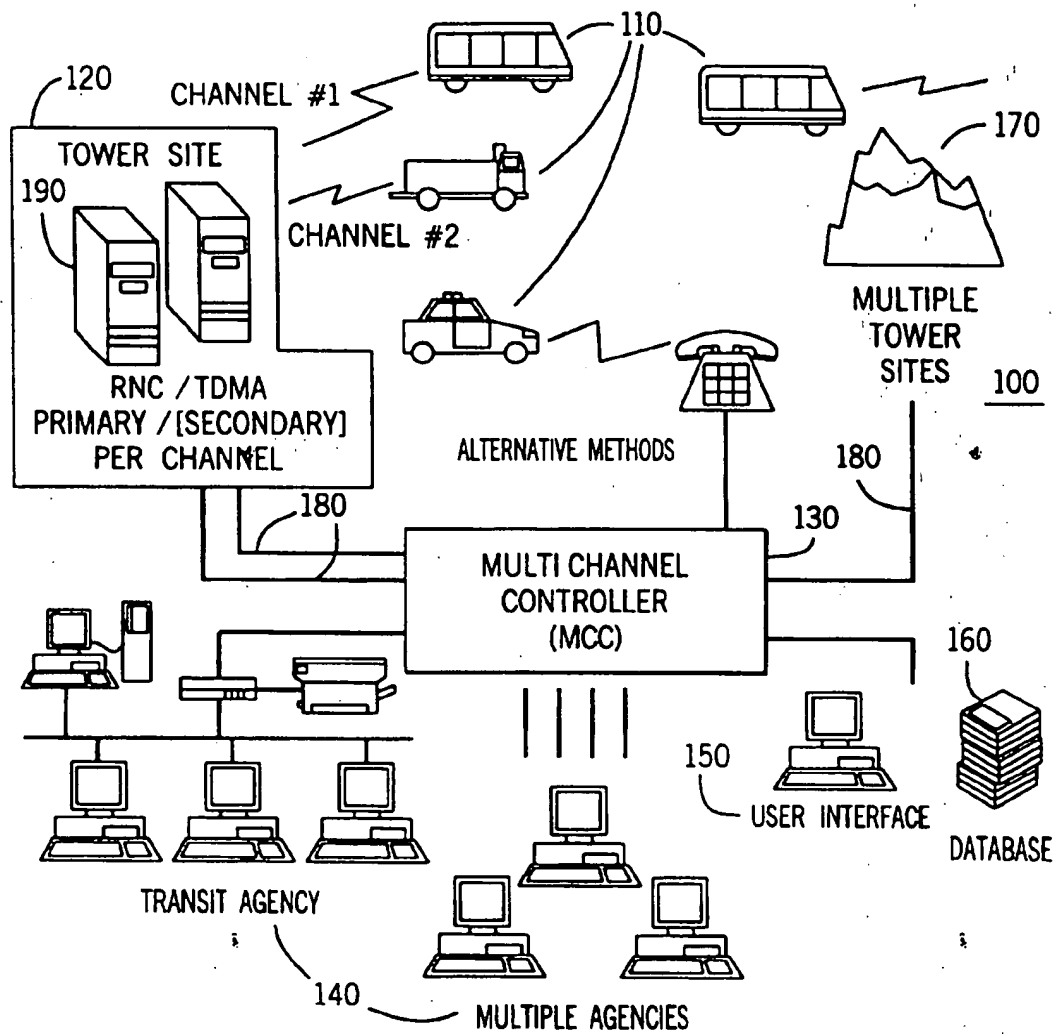 110
120
CHANNEL #1
TOWER SITE
190
170
CHANNEL #2
RNC / TDMA
PRIMARY / [SECONDARY]
PER CHANNEL
MULTIPLE
TOWER
SITES
100
ALTERNATIVE METHODS
180
180
130
MULTI CHANNEL
CONTROLLER
(MCC)
160
150
USER INTERFACE
DATABASE
TRANSIT AGENCY
140
MULTIPLE AGENCIES